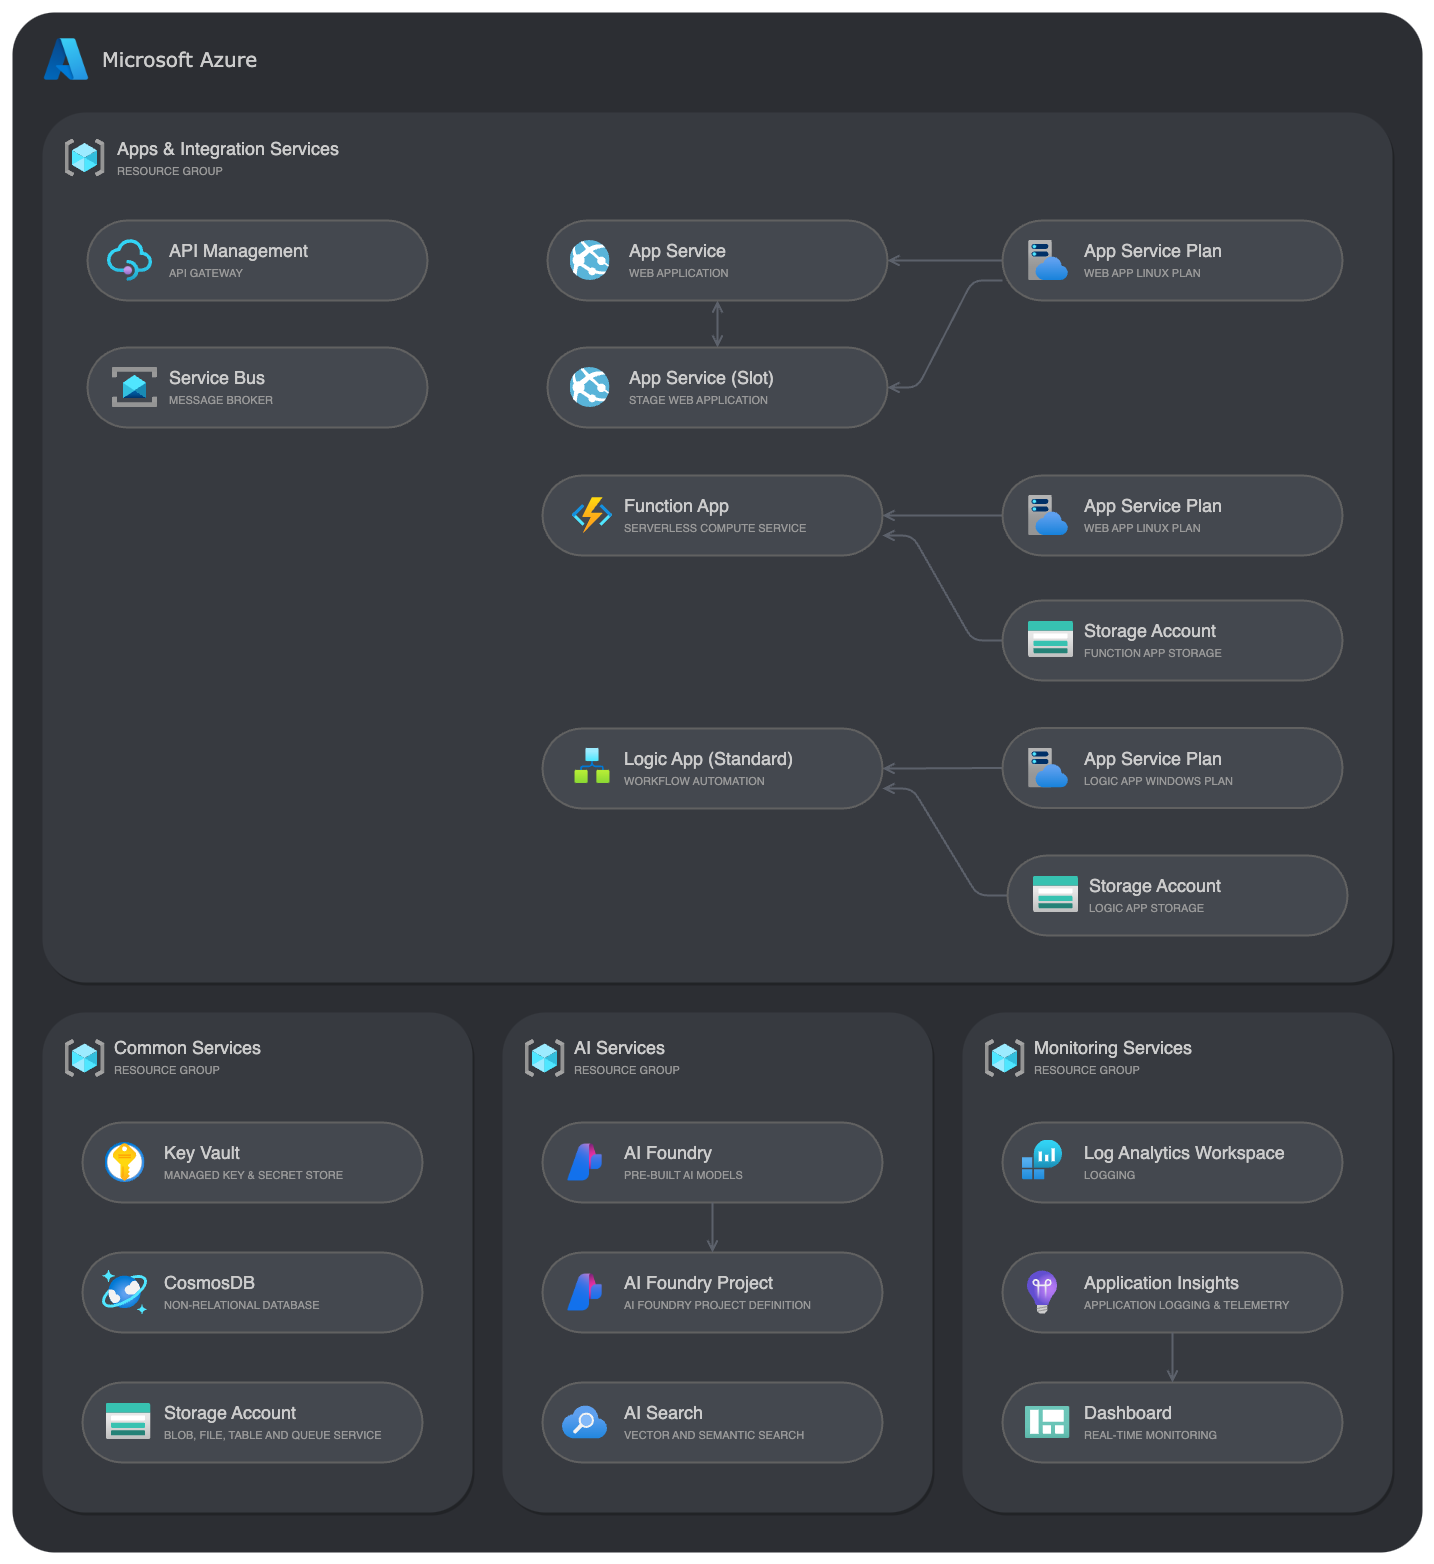 Microsoft Azure
Apps & Integration Services
RESOURCE GROUP
API Management
API GATEWAY
App Service
WEB APPLICATION
App Service Plan
WEB APP LINUX PLAN
Service Bus
MESSAGE BROKER
App Service (Slot)
STAGE WEB APPLICATION
Function App
SERVERLESS COMPUTE SERVICE
App Service Plan
WEB APP LINUX PLAN
Storage Account
FUNCTION APP STORAGE
Logic App (Standard)
WORKFLOW AUTOMATION
App Service Plan
LOGIC APP WINDOWS PLAN
Storage Account
LOGIC APP STORAGE
Common Services
RESOURCE GROUP
Key Vault
MANAGED KEY & SECRET STORE
CosmosDB
NON-RELATIONAL DATABASE
Storage Account
BLOB, FILE, TABLE AND QUEUE SERVICE
AI Services
RESOURCE GROUP
AI Foundry
PRE-BUILT AI MODELS
AI Foundry Project
AI FOUNDRY PROJECT DEFINITION
AI Search
VECTOR AND SEMANTIC SEARCH
Monitoring Services
RESOURCE GROUP
Log Analytics Workspace
LOGGING
Application Insights
APPLICATION LOGGING & TELEMETRY
Dashboard
REAL-TIME MONITORING